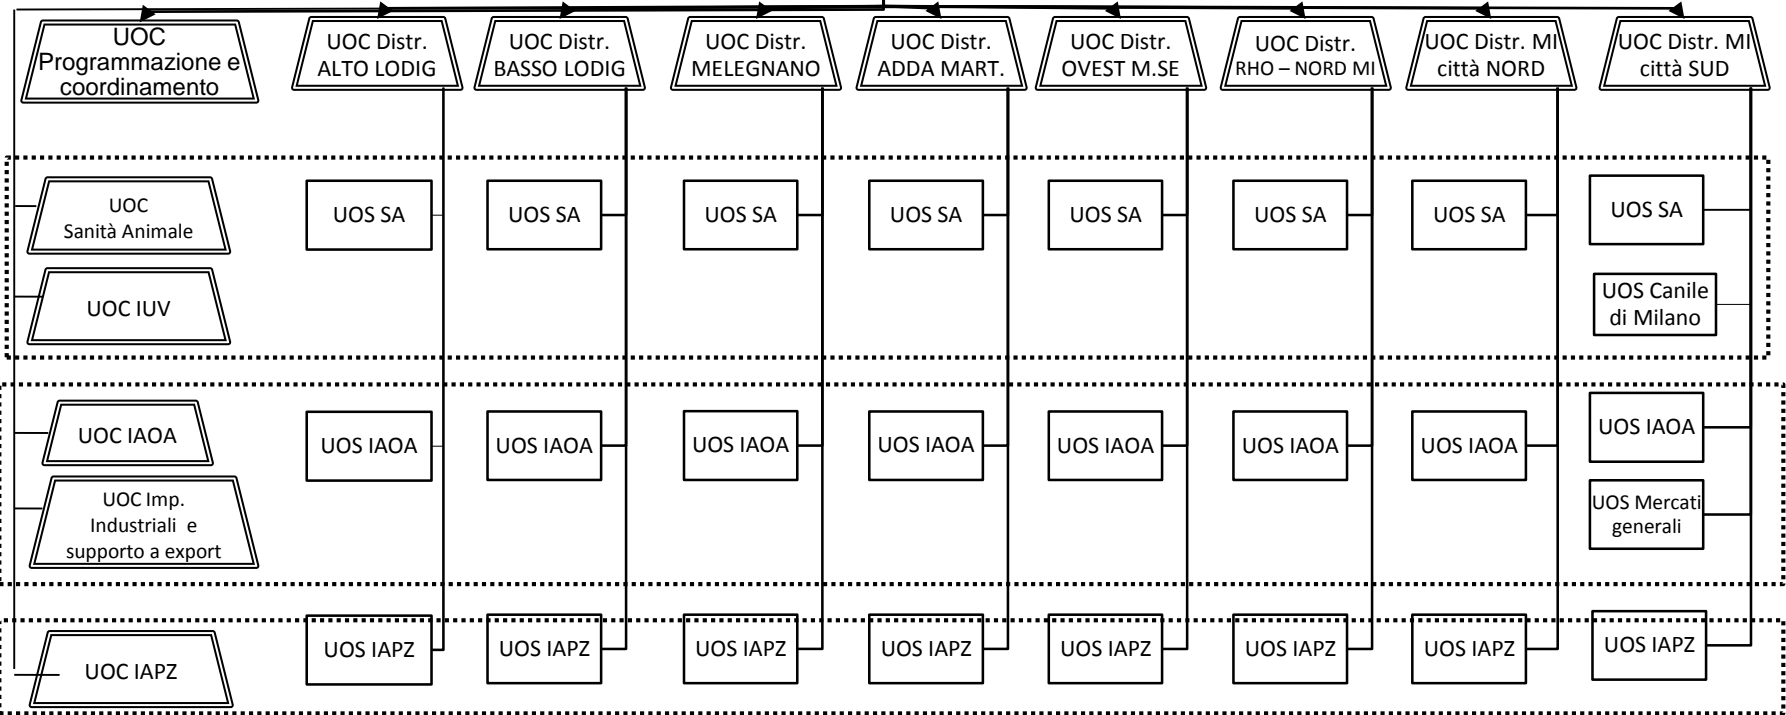 UOC
Programmazione e
coordinamento
UOC Distr.
ALTO LODIG
UOC Distr.
BASSO LODIG
UOC Distr.
MELEGNANO
UOC Distr.
ADDA MART.
UOC Distr.
OVEST M.SE
UOC Distr.
RHO – NORD MI
UOC Distr. MI
città NORD
UOC Distr. MI
città SUD
UOC
Sanità Animale
UOS SA
UOS SA
UOS SA
UOS SA
UOS SA
UOS SA
UOS SA
UOS SA
UOC IUV
UOS Canile
di Milano
UOC IAOA
UOS IAOA
UOS IAOA
UOS IAOA
UOS IAOA
UOS IAOA
UOS IAOA
UOS IAOA
UOS IAOA
UOC Imp.
Industriali e
supporto a export
UOS Mercati
generali
UOC IAPZ
UOS IAPZ
UOS IAPZ
UOS IAPZ
UOS IAPZ
UOS IAPZ
UOS IAPZ
UOS IAPZ
UOS IAPZ